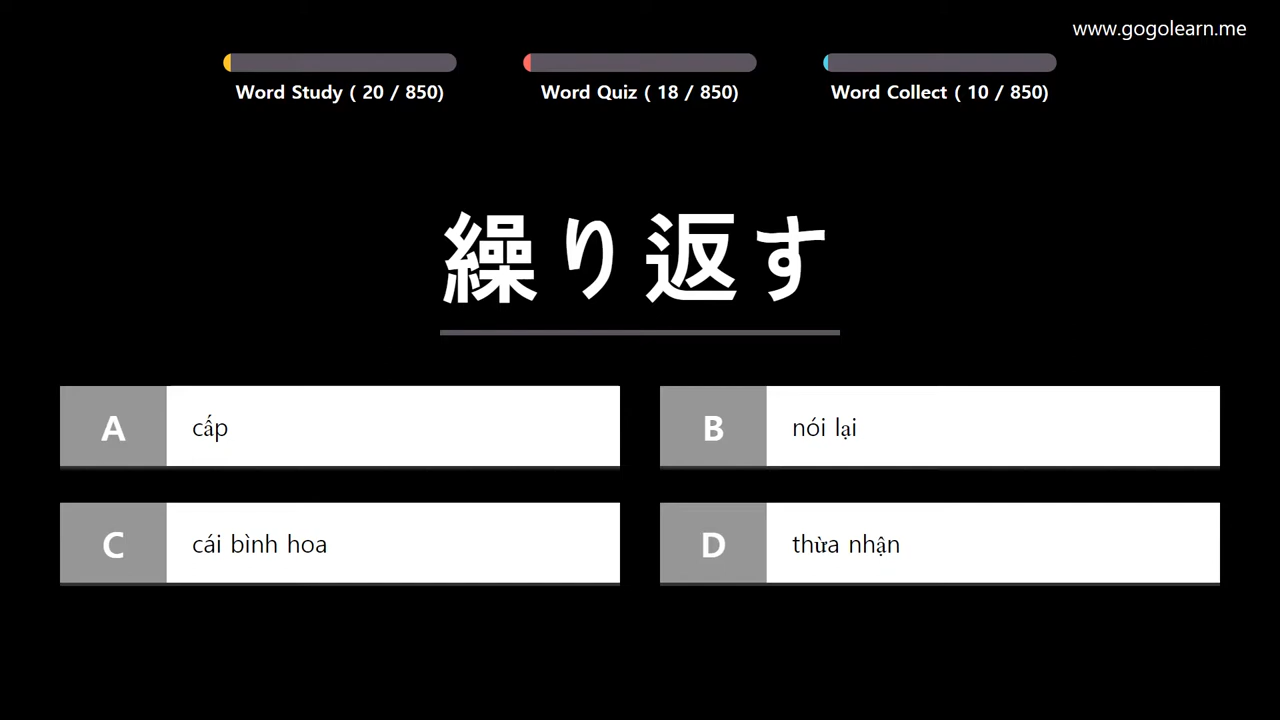 www.gogolearn.me
Word Study ( 20 / 850)
Word Quiz ( 18 / 850)
Word Collect ( 10 / 850)
繰り返す
A cấp
B nói lại
C cái bình hoa
D thừa nhận